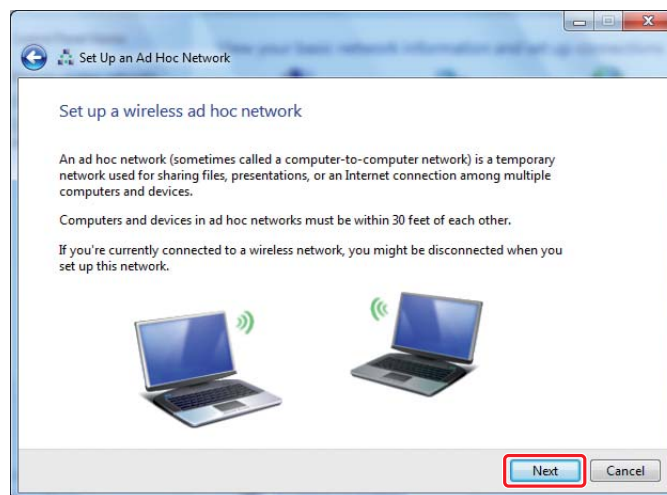 Set Up an Ad Hoc Network
Set up a wireless ad hoc network
An ad hoc network (sometimes called a computer-to-computer network) is a temporary
network used for sharing files, presentations, or an Internet connection among multiple
computers and devices.
Computers and devices in ad hoc networks must be within 30 feet of each other.
If you're currently connected to a wireless network, you might be disconnected when you
set up this network.
Next
Cancel